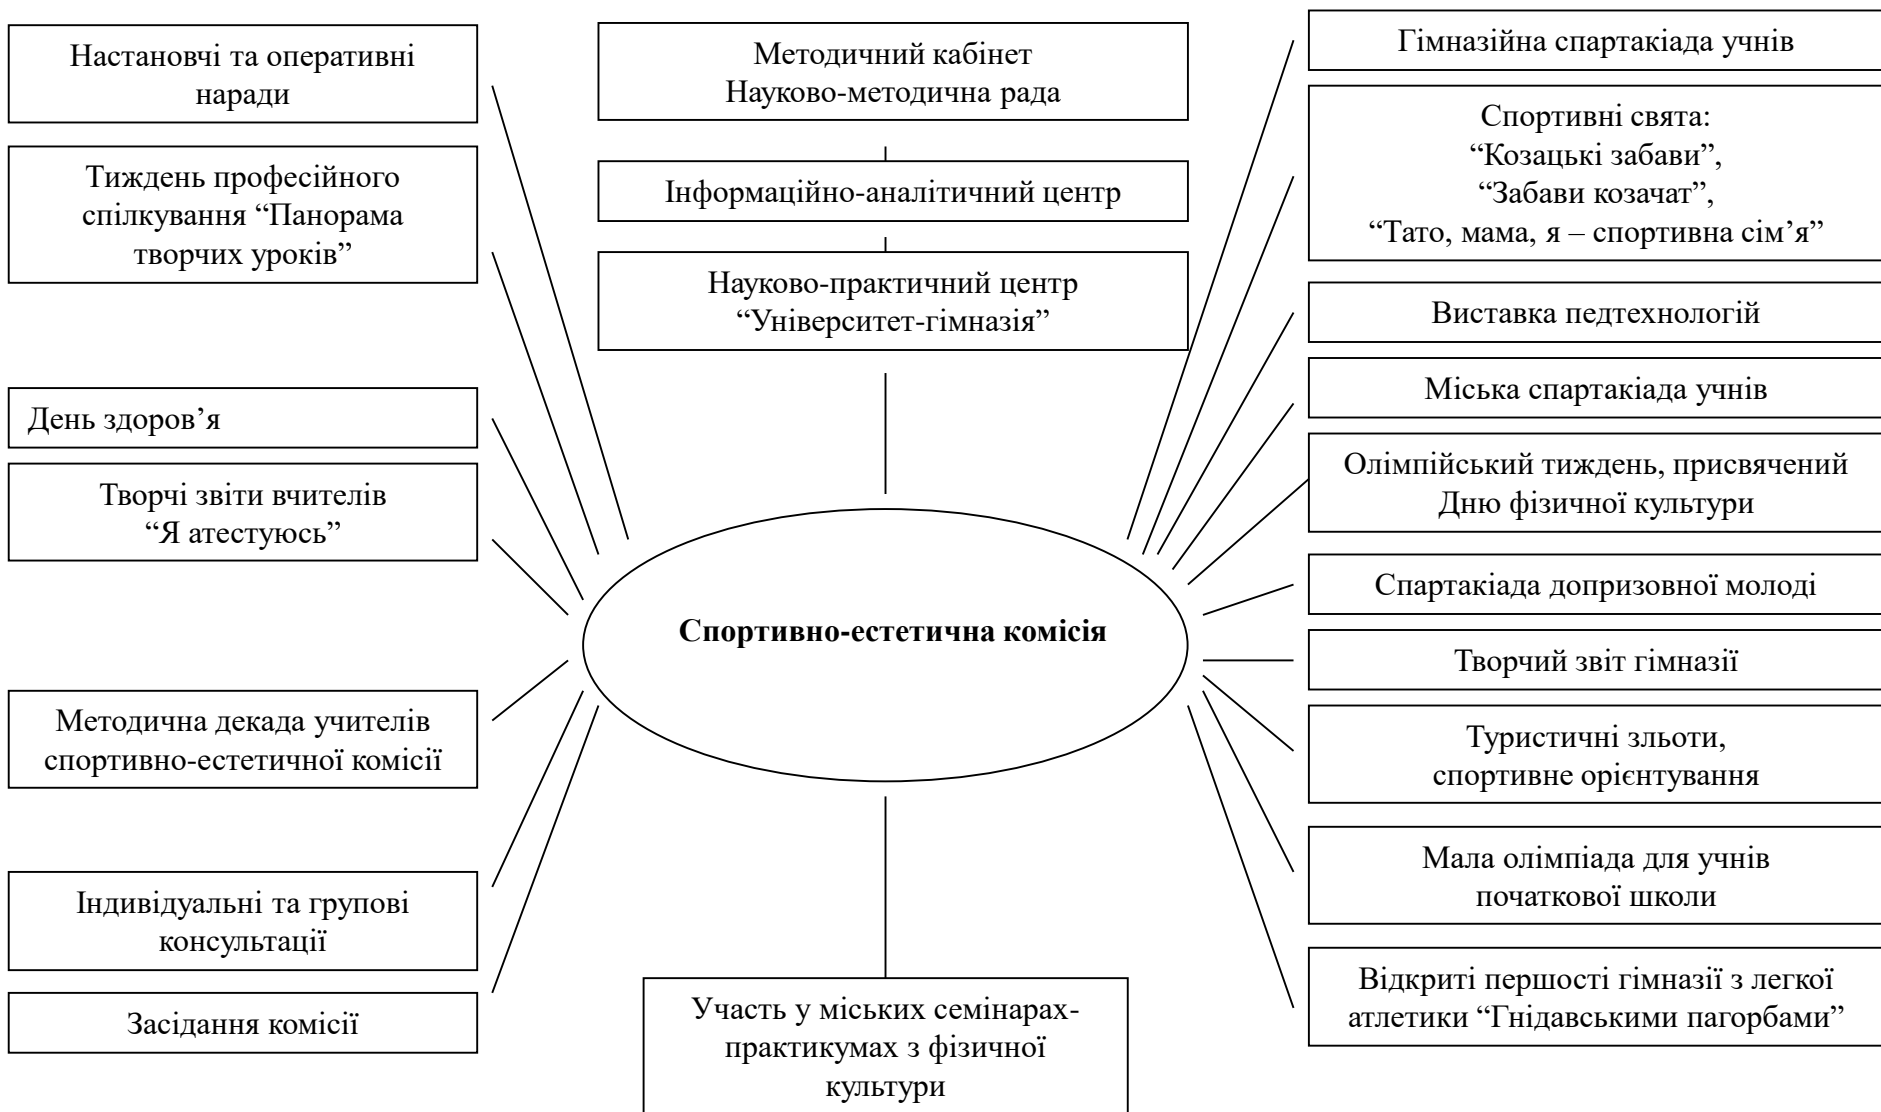 Настановчі та оперативні
наради
Тиждень професійного
спілкування “Панорама
творчих уроків”
День здоров’я
Творчі звіти вчителів
“Я атестуюсь”
Методична декада учителів
спортивно-естетичної комісії
Індивідуальні та групові
консультації
Засідання комісії
Методичний кабінет
Науково-методична рада
Інформаційно-аналітичний центр
Науково-практичний центр
“Університет-гімназія”
Спортивно-естетична комісія
Участь у міських семінарах-
практикумах з фізичної
культури
Гімназійна спартакіада учнів
Спортивні свята:
“Козацькі забави”,
“Забави козачат”,
“Тато, мама, я – спортивна сім’я”
Виставка педтехнологій
Міська спартакіада учнів
Олімпійський тиждень, присвячений
Дню фізичної культури
Спартакіада допризовної молоді
Творчий звіт гімназії
Туристичні зльоти,
спортивне орієнтування
Мала олімпіада для учнів
початкової школи
Відкриті першості гімназії з легкої
атлетики “Гнідавськими пагорбами”